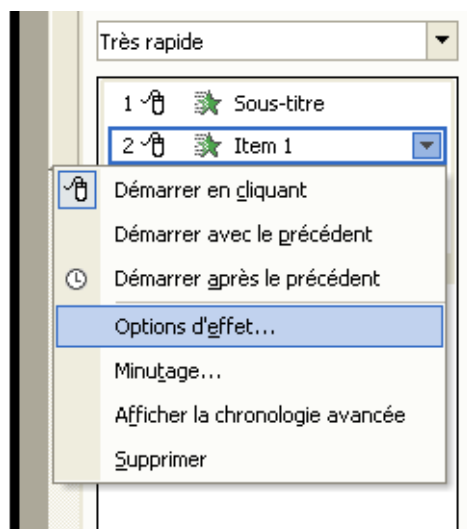 Très rapide
1 Sous-titre
2 Item 1
Démarrer en cliquant
Démarrer avec le précédent
Démarrer après le précédent
Options d'effet...
Minutage...
Afficher la chronologie avancée
Supprimer